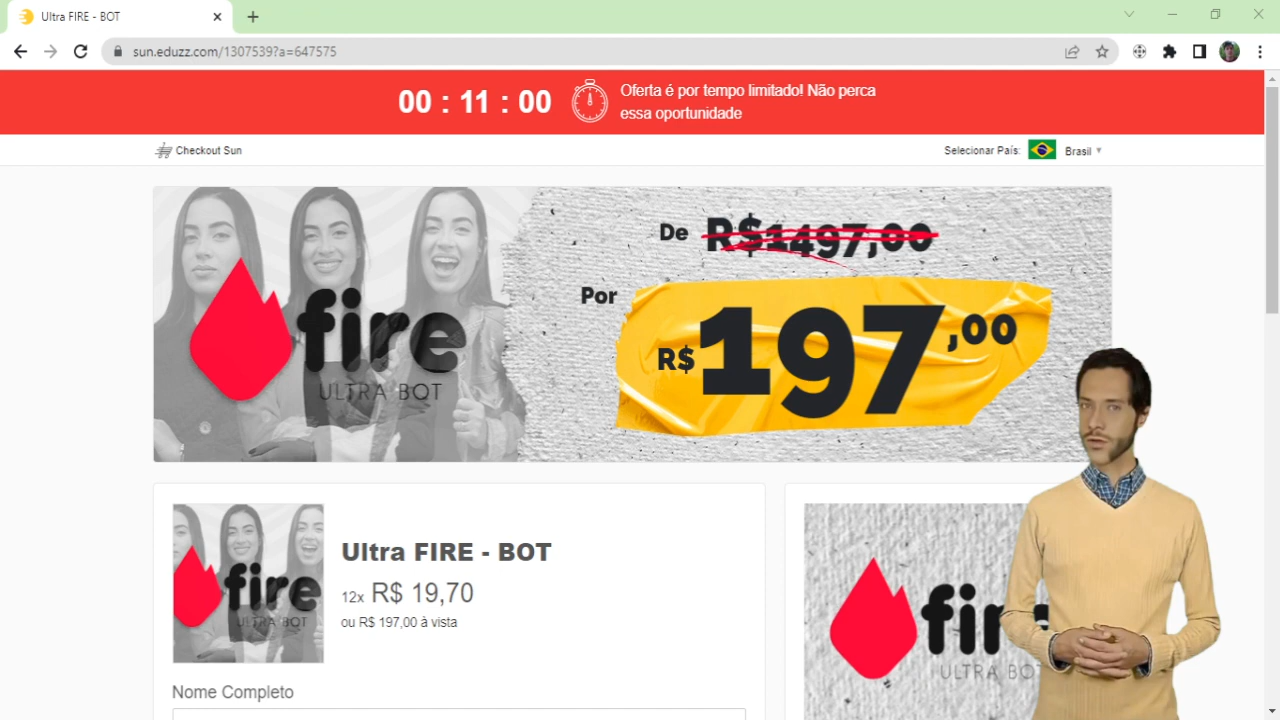 Ultra FIRE - BOT
sun.eduzz.com/1307539?a=647575
00 : 11 : 00
Oferta é por tempo limitado! Não perca
essa oportunidade
Checkout Sun
Selecionar País:
Brasil
De R$1497,00
Por
R$197,00
fire
ULTRA BOT
fire
ULTRA BOT
Ultra FIRE - BOT
12x R$ 19,70
ou R$ 197,00 à vista
Nome Completo
fire
ULTRA BOT